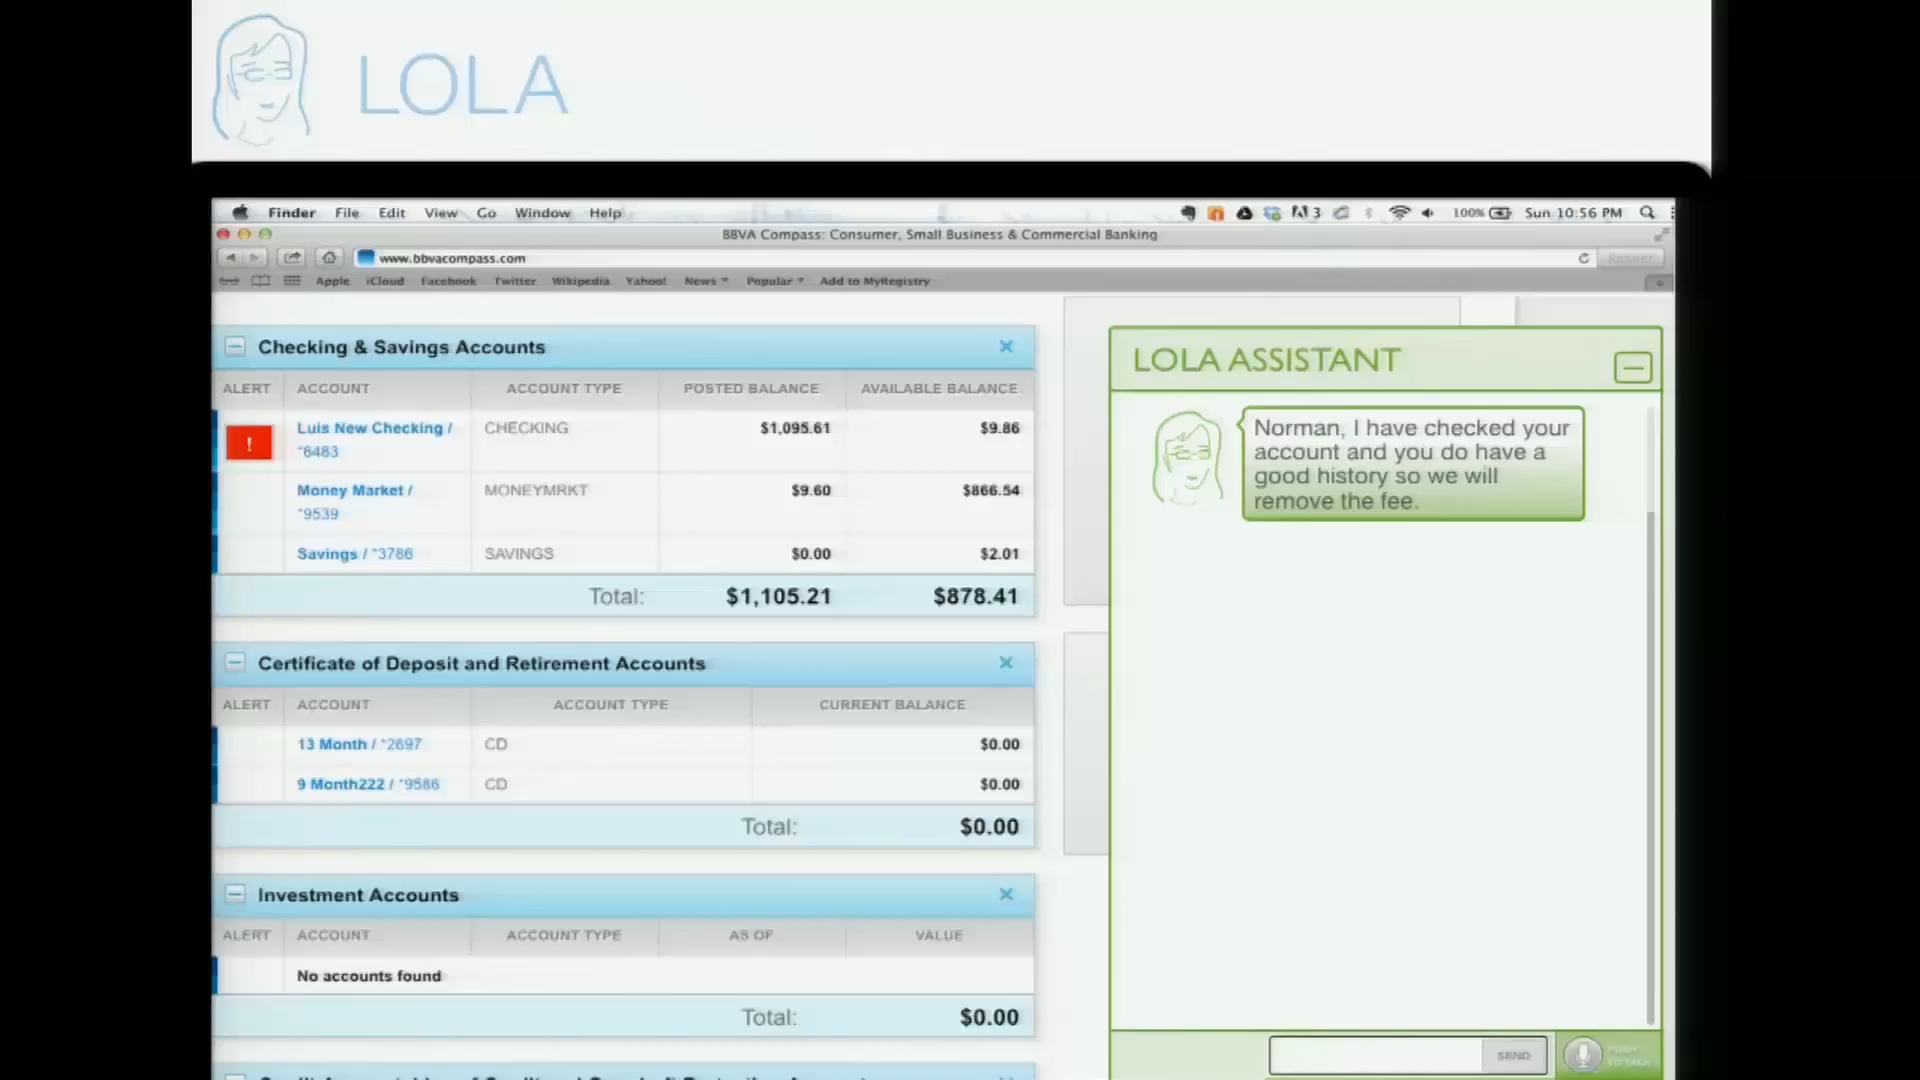 LOLA
Finder File Edit View Go Window Help
3 100% Sun 10:56 PM
BBVA Compass: Consumer, Small Business & Commercial Banking
www.bbvacompass.com
Reader
Apple iCloud Facebook Twitter Wikipedia Yahoo! News Popular Add to MyRegistry
Checking & Savings Accounts
ALERT ACCOUNT ACCOUNT TYPE POSTED BALANCE AVAILABLE BALANCE
! Luis New Checking / CHECKING $1,095.61 $9.86
*6483
Money Market / MONEYMRKT $9.60 $866.54
*9539
Savings / *3786 SAVINGS $0.00 $2.01
Total: $1,105.21 $878.41
Certificate of Deposit and Retirement Accounts
ALERT ACCOUNT ACCOUNT TYPE CURRENT BALANCE
13 Month / *2697 CD $0.00
9 Month222 / *9586 CD $0.00
Total: $0.00
Investment Accounts
ALERT ACCOUNT ACCOUNT TYPE AS OF VALUE
No accounts found
Total: $0.00
LOLA ASSISTANT
Norman, I have checked your
account and you do have a
good history so we will
remove the fee.
SEND
PUSH
TO TALK